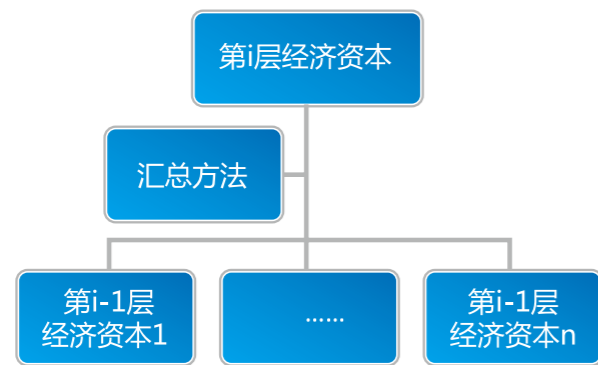 第i层经济资本
汇总方法
第i-1层
经济资本1
……
第i-1层
经济资本n